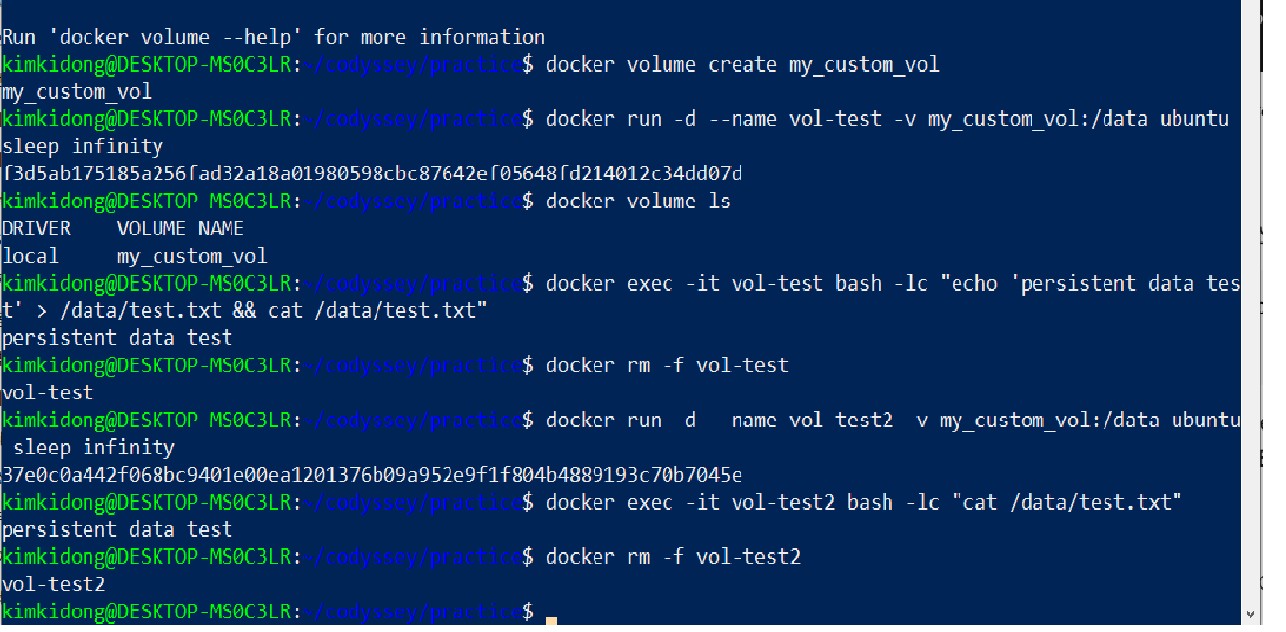 Run 'docker volume --help' for more information
kimkidong@DESKTOP-MS0C3LR:~/codyssey/practice$ docker volume create my_custom_vol
my_custom_vol
kimkidong@DESKTOP-MS0C3LR:~/codyssey/practice$ docker run -d --name vol-test -v my_custom_vol:/data ubuntu
sleep infinity
f3d5ab175185a256fad32a18a01980598cbc87642ef05648fd214012c34dd07d
kimkidong@DESKTOP MS0C3LR:~/codyssey/practice$ docker volume ls
DRIVER    VOLUME NAME
local     my_custom_vol
kimkidong@DESKTOP-MS0C3LR:~/codyssey/practice$ docker exec -it vol-test bash -lc "echo 'persistent data tes
t' > /data/test.txt && cat /data/test.txt"
persistent data test
kimkidong@DESKTOP-MS0C3LR:~/codyssey/practice$ docker rm -f vol-test
vol-test
kimkidong@DESKTOP-MS0C3LR:~/codyssey/practice$ docker run  d   name vol test2  v my_custom_vol:/data ubuntu
 sleep infinity
37e0c0a442f068bc9401e00ea1201376b09a952e9f1f804b4889193c70b7045e
kimkidong@DESKTOP-MS0C3LR:~/codyssey/practice$ docker exec -it vol-test2 bash -lc "cat /data/test.txt"
persistent data test
kimkidong@DESKTOP-MS0C3LR:~/codyssey/practice$ docker rm -f vol-test2
vol-test2
kimkidong@DESKTOP-MS0C3LR:~/codyssey/practice$